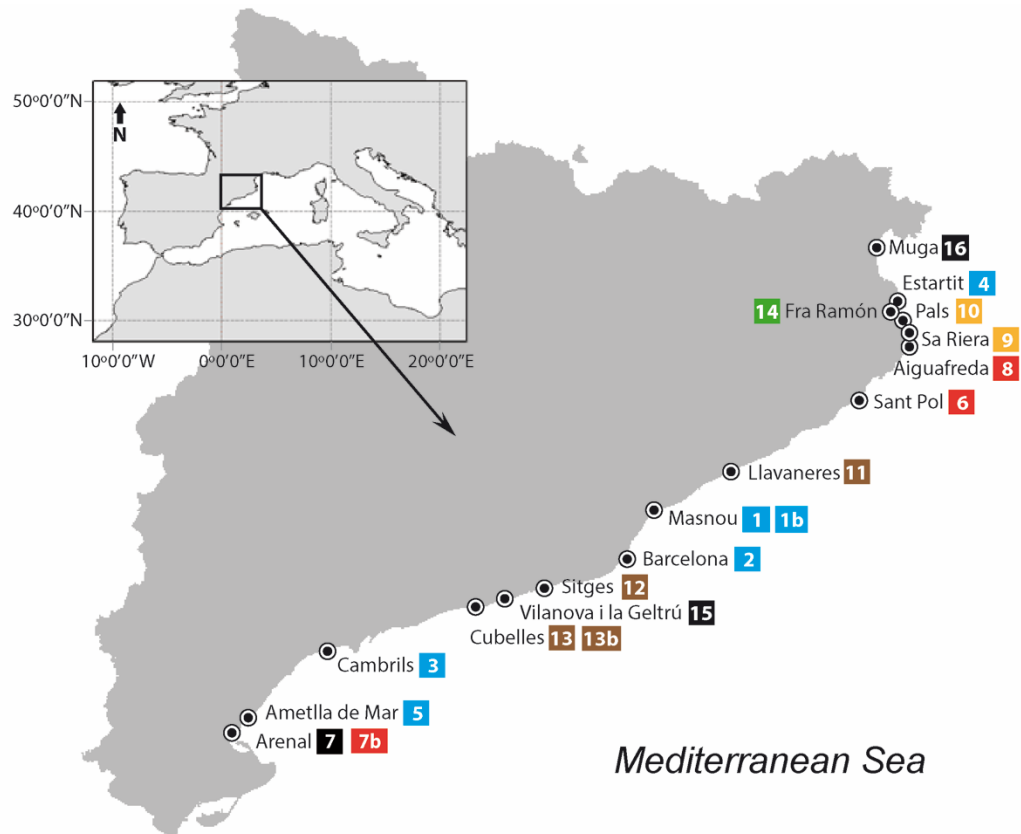 50º0'0"N
N
40º0'0"N
30º0'0"N
10º0'0"W 0º0'0"E 10º0'0"E 20º0'0"E
Muga 16
Estartit 4
14 Fra Ramón
Pals 10
Sa Riera 9
Aiguafreda 8
Sant Pol 6
Llavaneres 11
Masnou 1 1b
Barcelona 2
Sitges 12
Vilanova i la Geltrú 15
Cubelles 13 13b
Cambrils 3
Ametlla de Mar 5
Arenal 7 7b
Mediterranean Sea